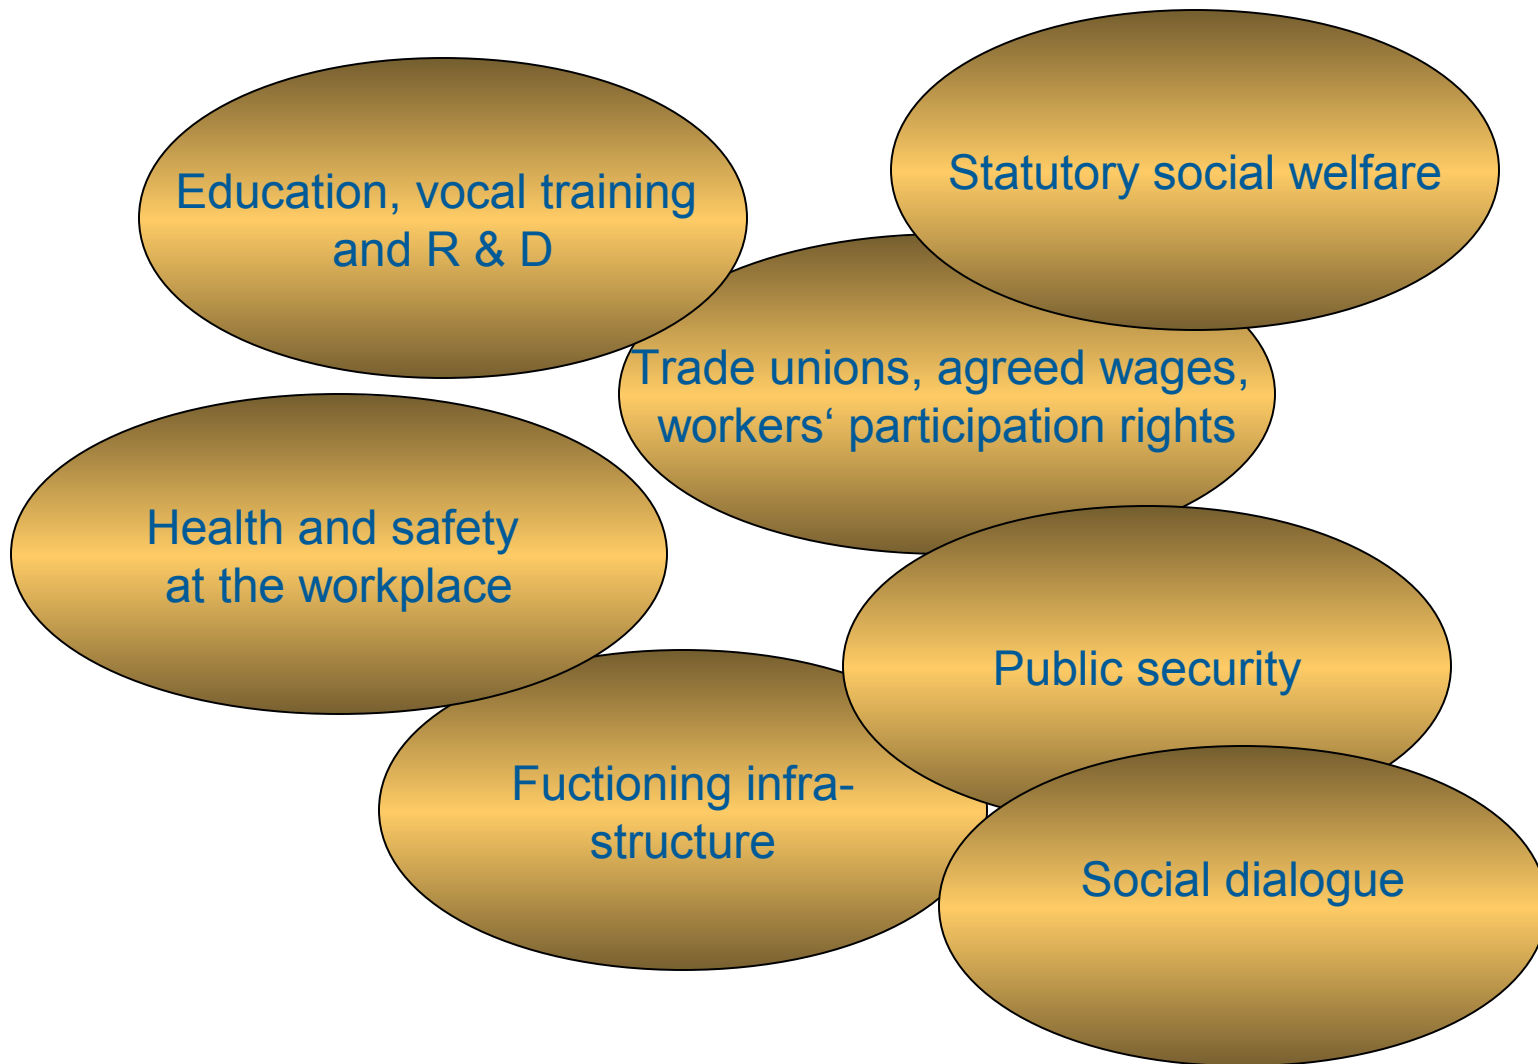 Education, vocal training
and R & D
Statutory social welfare
Trade unions, agreed wages,
workers‘ participation rights
Health and safety
at the workplace
Public security
Fuctioning infra-
structure
Social dialogue